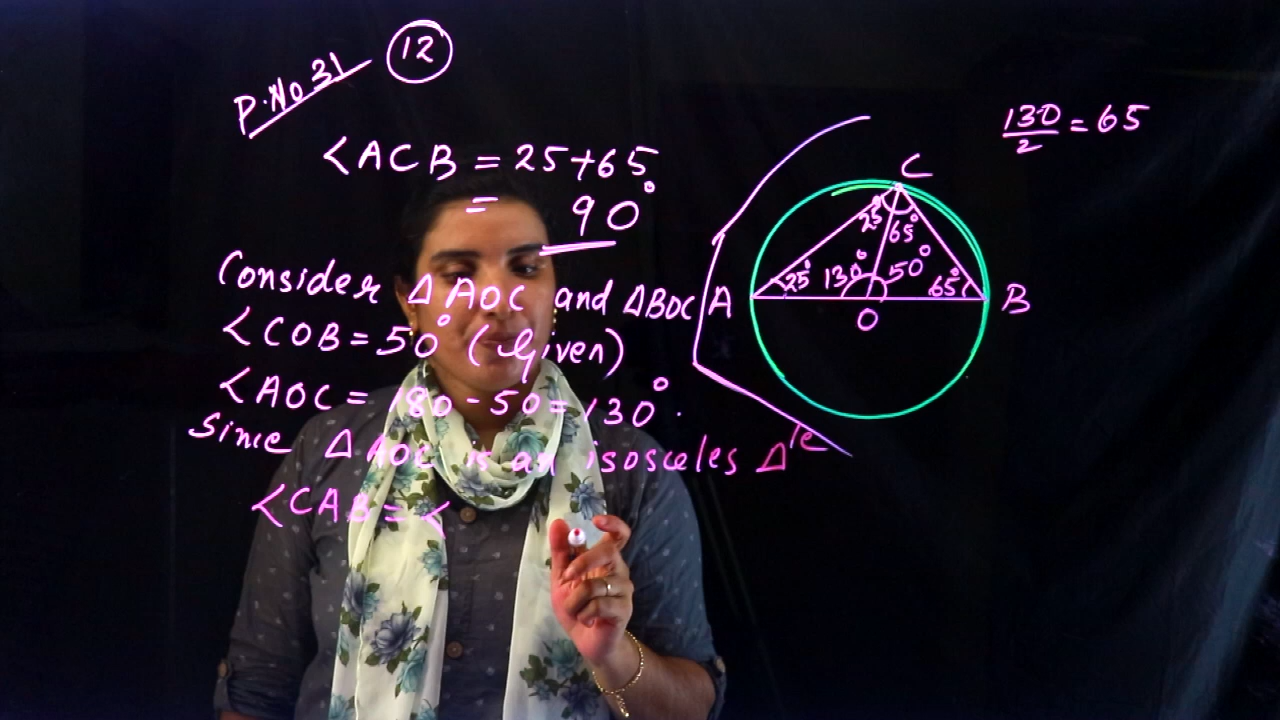 P.No 31 12
<ACB = 25+65
= 90°
Consider ΔAOC and ΔBOC
<COB = 50° (Given)
<AOC = 180 - 50 = 130°.
Since ΔAOC is an isosceles Δle
<CAB = <
130/2 = 65
C
25° 65°
25° 130° 50° 65°
A O B